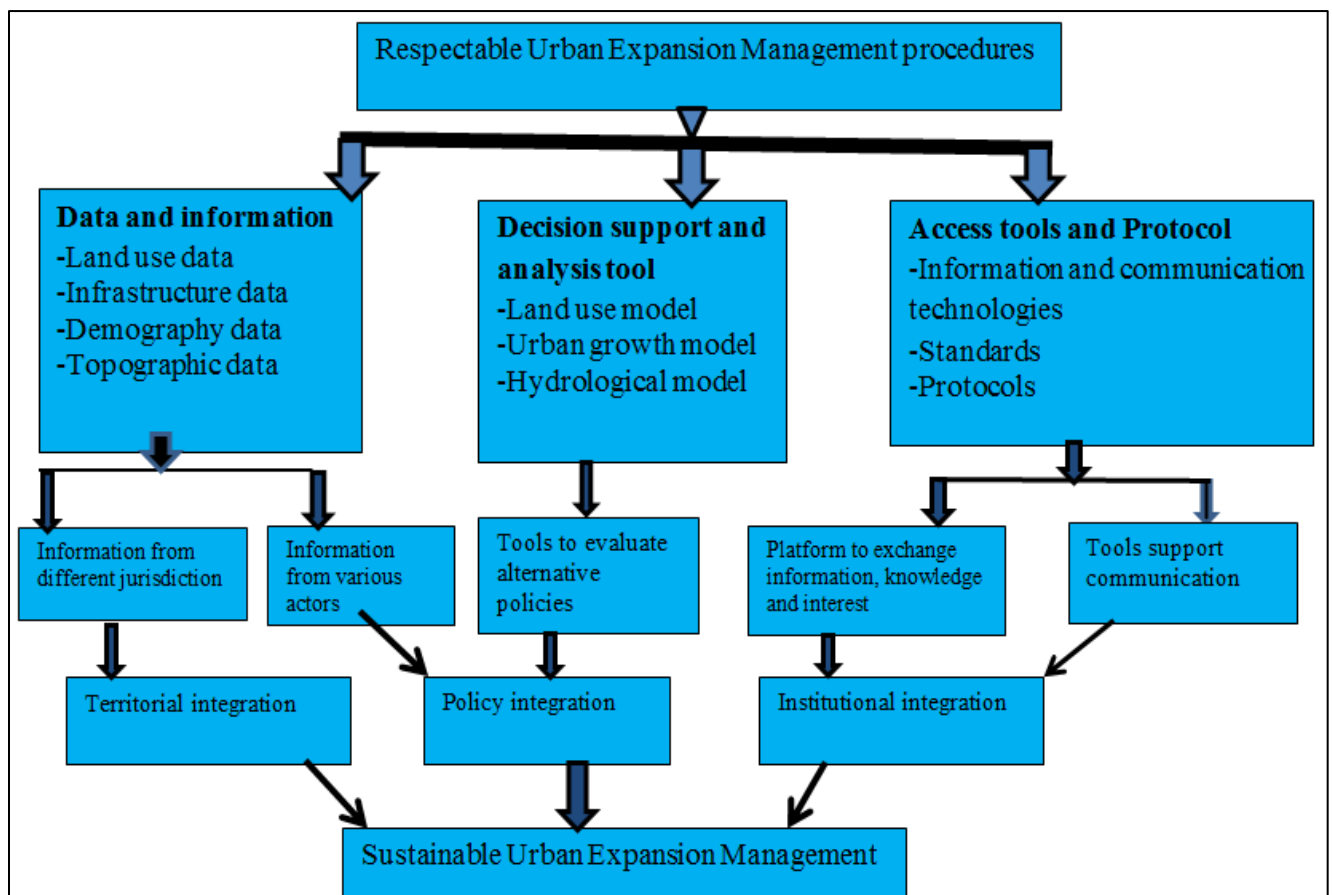 Respectable Urban Expansion Management procedures
Data and information
-Land use data
-Infrastructure data
-Demography data
-Topographic data
Decision support and
analysis tool
-Land use model
-Urban growth model
-Hydrological model
Access tools and Protocol
-Information and communication
technologies
-Standards
-Protocols
Information from
different jurisdiction
Information
from various
actors
Tools to evaluate
alternative
policies
Platform to exchange
information, knowledge
and interest
Tools support
communication
Territorial integration
Policy integration
Institutional integration
Sustainable Urban Expansion Management